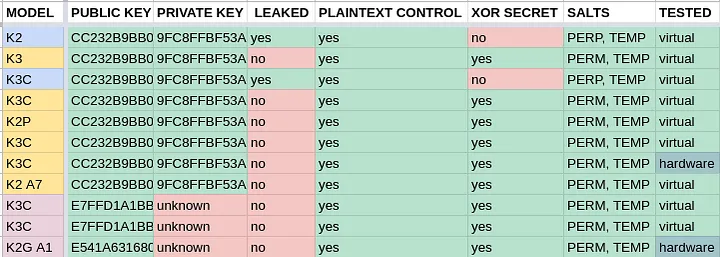 MODEL PUBLIC KEY PRIVATE KEY LEAKED PLAINTEXT CONTROL XOR SECRET SALTS TESTED
K2 CC232B9BB0 9FC8FFBF53A yes yes no PERP, TEMP virtual
K3 CC232B9BB0 9FC8FFBF53A no yes yes PERM, TEMP virtual
K3C CC232B9BB0 9FC8FFBF53A yes yes no PERP, TEMP virtual
K3C CC232B9BB0 9FC8FFBF53A no yes yes PERM, TEMP virtual
K2P CC232B9BB0 9FC8FFBF53A no yes yes PERM, TEMP virtual
K3C CC232B9BB0 9FC8FFBF53A no yes yes PERM, TEMP virtual
K3C CC232B9BB0 9FC8FFBF53A no yes yes PERM, TEMP hardware
K2 A7 CC232B9BB0 9FC8FFBF53A no yes yes PERM, TEMP virtual
K3C E7FFD1A1BB unknown no yes yes PERM, TEMP virtual
K3C E7FFD1A1BB unknown no yes yes PERM, TEMP virtual
K2G A1 E541A631680 unknown no yes yes PERM, TEMP hardware